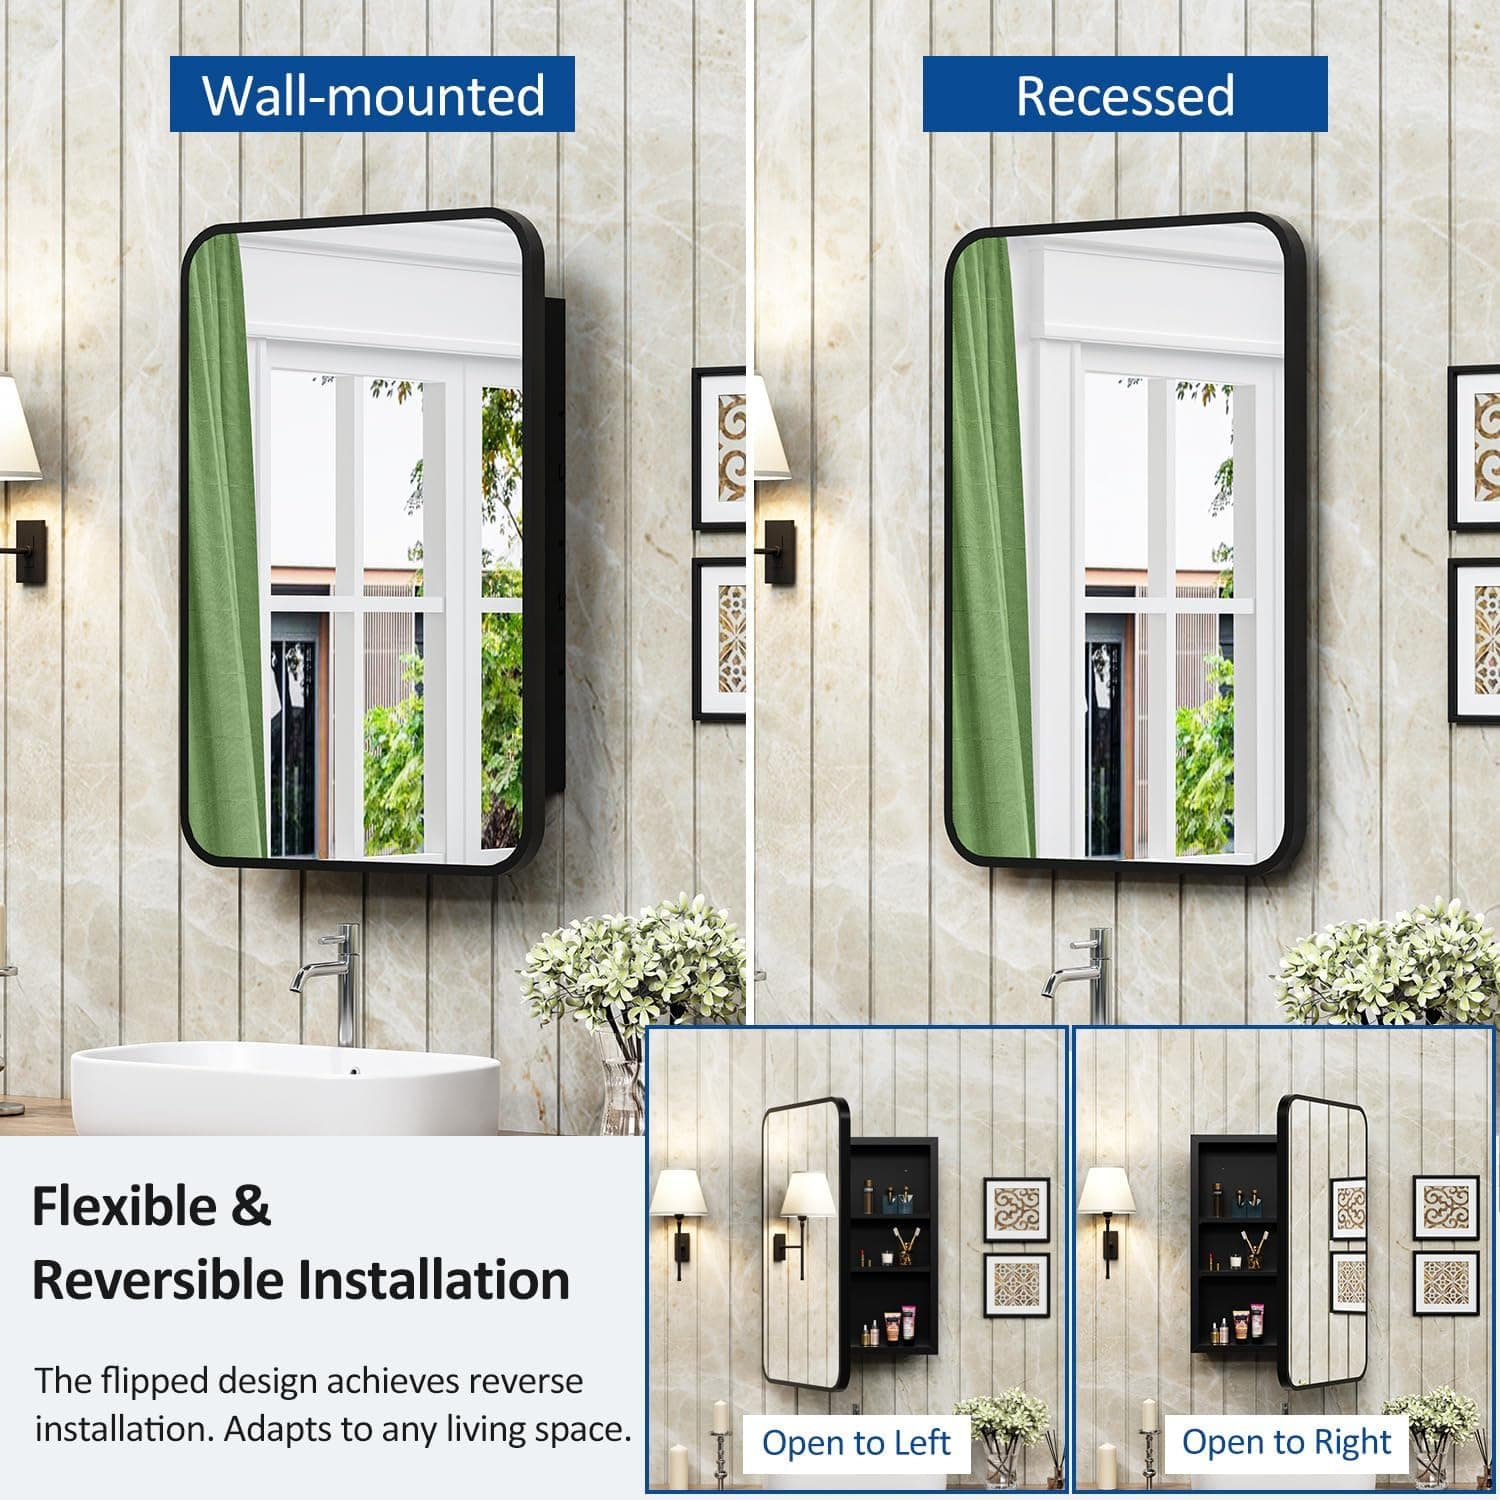 Wall-mounted
Recessed
Flexible &
Reversible Installation
The flipped design achieves reverse
installation. Adapts to any living space.
Open to Left
Open to Right